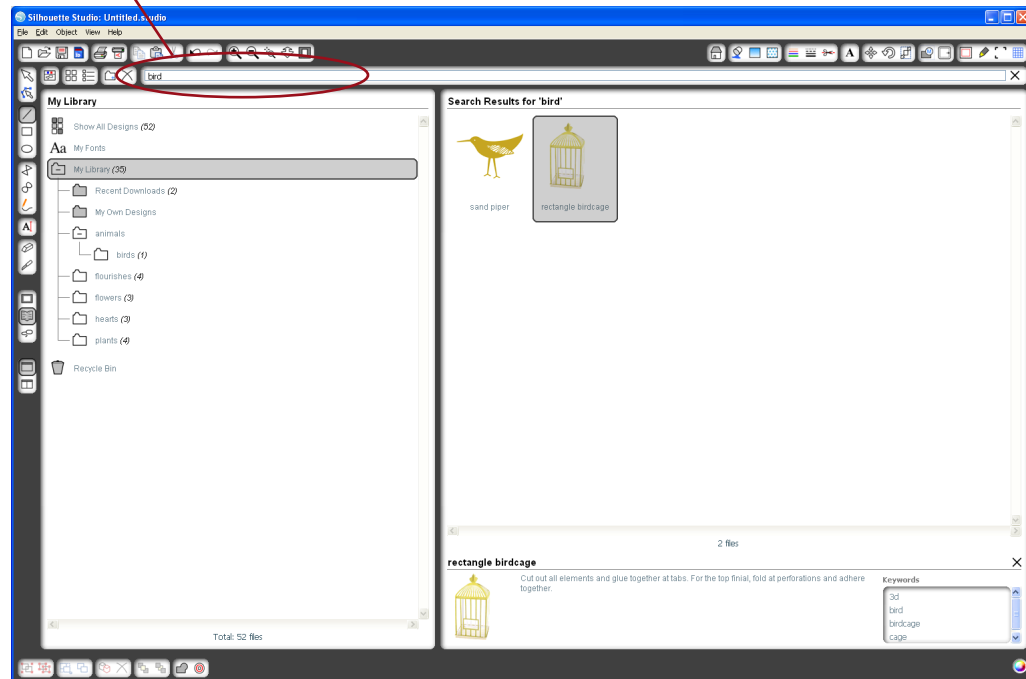 Silhouette Studio: Untitled.studio
File Edit Object View Help
bird
My Library
Show All Designs (52)
Aa My Fonts
My Library (35)
Recent Downloads (2)
My Own Designs
animals
birds (1)
flourishes (4)
flowers (3)
hearts (3)
plants (4)
Recycle Bin
Total: 52 files
Search Results for 'bird'
sand piper
rectangle birdcage
2 files
rectangle birdcage
Cut out all elements and glue together at tabs. For the top finial, fold at perforations and adhere
together.
Keywords
3d
bird
birdcage
cage